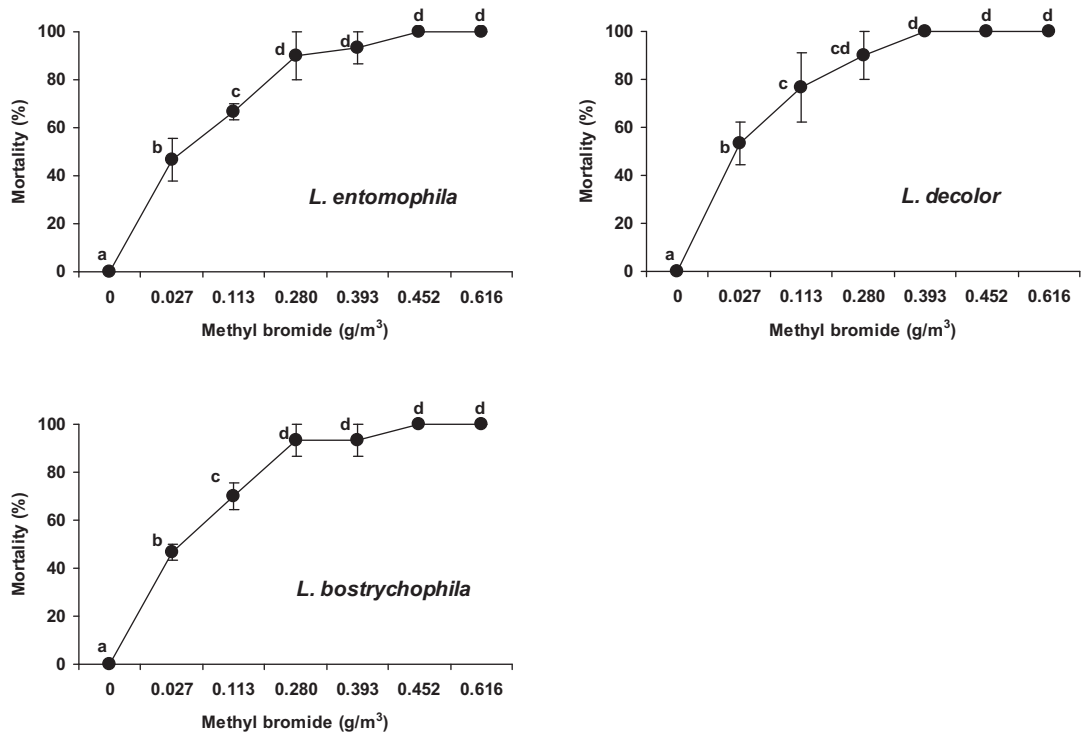 100
80
60
40
20
0
Mortality (%)
a
b
c
d
d
d
d
L. entomophila
0 0.027 0.113 0.280 0.393 0.452 0.616
Methyl bromide (g/m³)
100
80
60
40
20
0
Mortality (%)
a
b
c
cd
d
d
d
L. decolor
0 0.027 0.113 0.280 0.393 0.452 0.616
Methyl bromide (g/m³)
100
80
60
40
20
0
Mortality (%)
a
b
c
d
d
d
d
L. bostrychophila
0 0.027 0.113 0.280 0.393 0.452 0.616
Methyl bromide (g/m³)